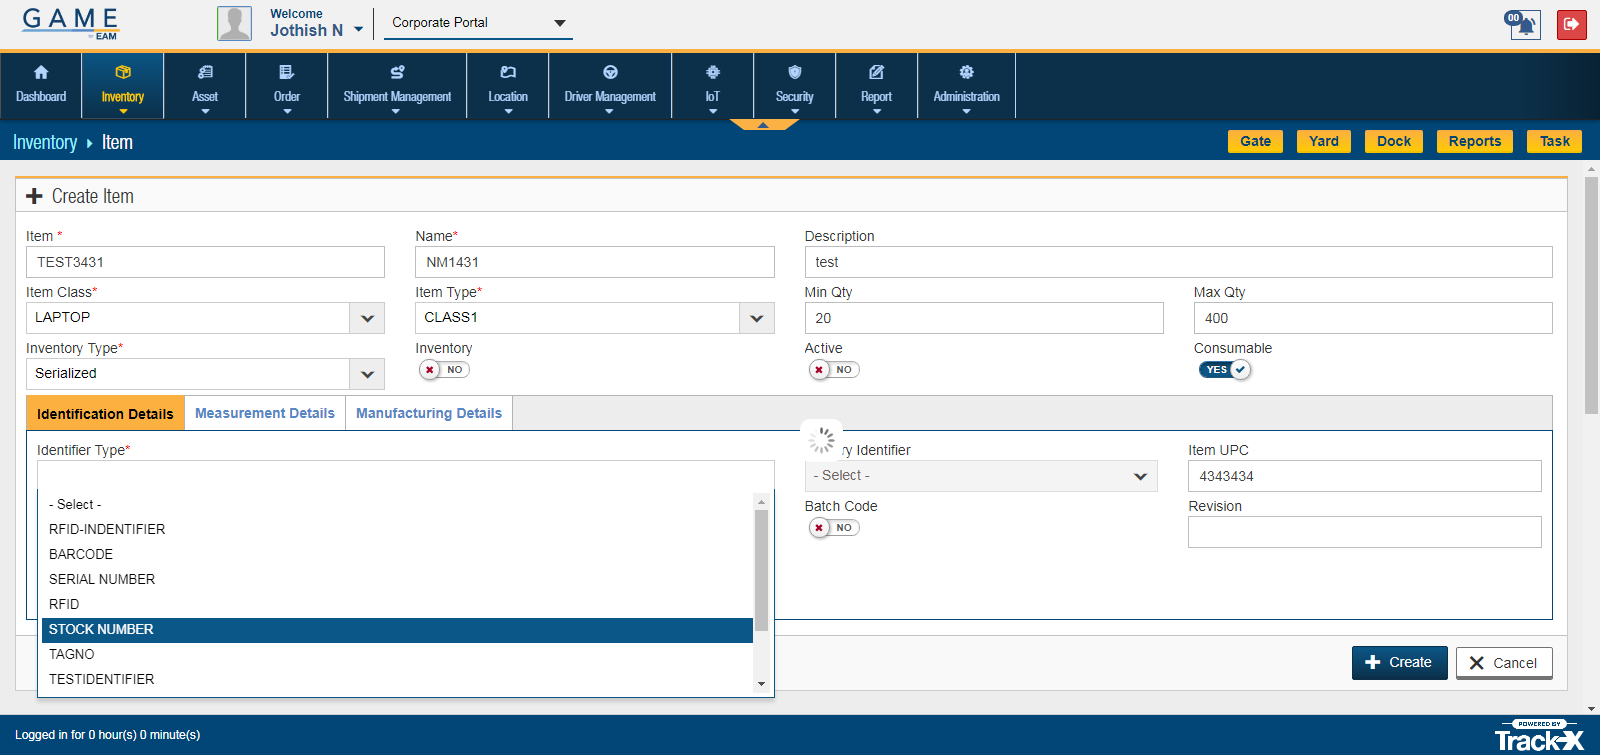 GAME
EAM
Welcome
Jothish N
Corporate Portal
00
Dashboard
Inventory
Asset
Order
Shipment Management
Location
Driver Management
IoT
Security
Report
Administration
Inventory Item
Gate
Yard
Dock
Reports
Task
Create Item
Item *
Name*
Description
TEST3431
NM1431
test
Item Class*
Item Type*
Min Qty
Max Qty
LAPTOP
CLASS1
20
400
Inventory Type*
Inventory
Active
Consumable
Serialized
NO
NO
YES
Identification Details
Measurement Details
Manufacturing Details
Identifier Type*
ry Identifier
Item UPC
- Select -
4343434
Batch Code
Revision
NO
- Select -
RFID-INDENTIFIER
BARCODE
SERIAL NUMBER
RFID
STOCK NUMBER
TAGNO
TESTIDENTIFIER
Create
Cancel
Logged in for 0 hour(s) 0 minute(s)
POWERED BY
Track-X